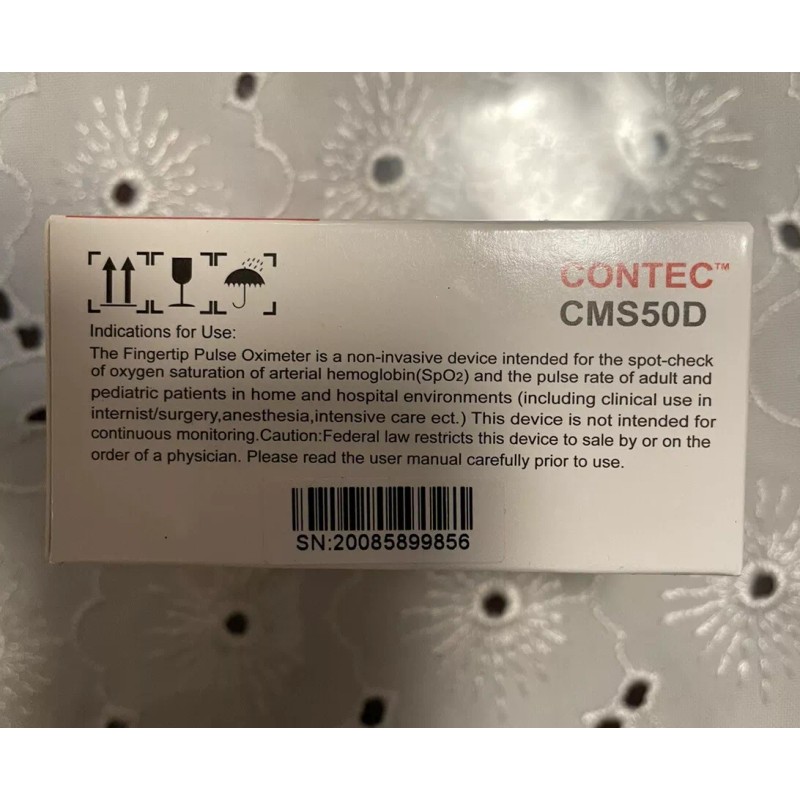 CONTEC™
CMS50D
Indications for Use:
The Fingertip Pulse Oximeter is a non-invasive device intended for the spot-check
of oxygen saturation of arterial hemoglobin(SpO2) and the pulse rate of adult and
pediatric patients in home and hospital environments (including clinical use in
internist/surgery,anesthesia,intensive care ect.) This device is not intended for
continuous monitoring.Caution:Federal law restricts this device to sale by or on the
order of a physician. Please read the user manual carefully prior to use.
SN:20085899856